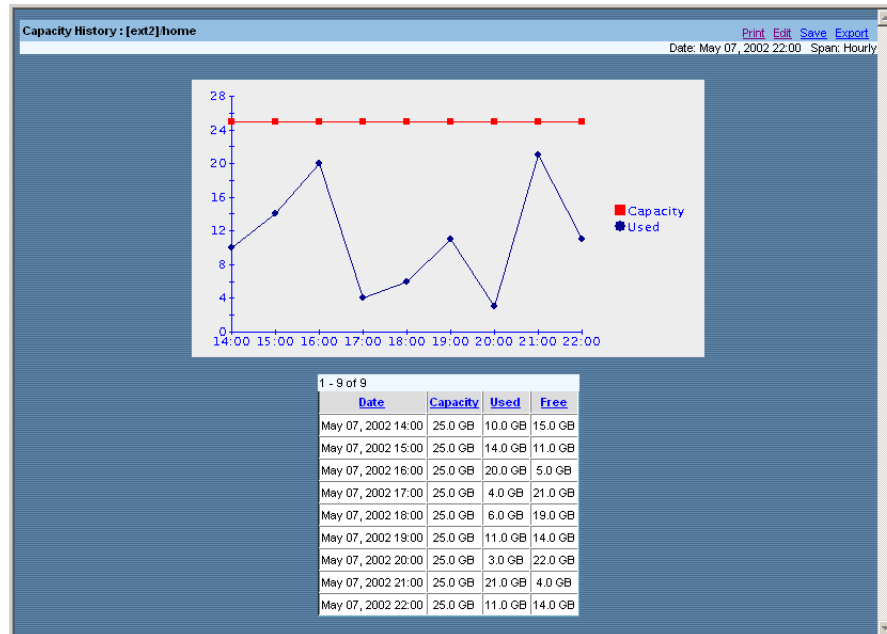 Capacity History : [ext2]/home
Print Edit Save Export
Date: May 07, 2002 22:00 Span: Hourly
28
24
20
16
12
8
4
0
14:00 15:00 16:00 17:00 18:00 19:00 20:00 21:00 22:00
Capacity
Used
1 - 9 of 9
Date Capacity Used Free
May 07, 2002 14:00 25.0 GB 10.0 GB 15.0 GB
May 07, 2002 15:00 25.0 GB 14.0 GB 11.0 GB
May 07, 2002 16:00 25.0 GB 20.0 GB 5.0 GB
May 07, 2002 17:00 25.0 GB 4.0 GB 21.0 GB
May 07, 2002 18:00 25.0 GB 6.0 GB 19.0 GB
May 07, 2002 19:00 25.0 GB 11.0 GB 14.0 GB
May 07, 2002 20:00 25.0 GB 3.0 GB 22.0 GB
May 07, 2002 21:00 25.0 GB 21.0 GB 4.0 GB
May 07, 2002 22:00 25.0 GB 11.0 GB 14.0 GB